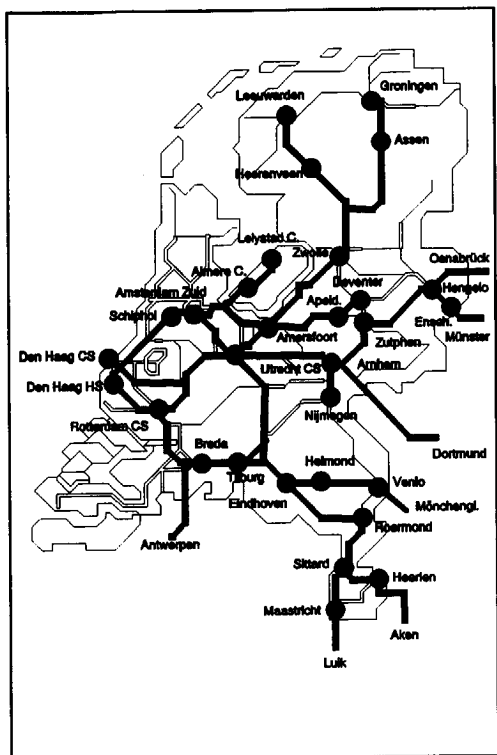 Groningen
Leeuwarden
Assen
Heerenveen
Lelystad C.
Zwolle
Osnabrück
Almere C.
Deventer
Hengelo
Amsterdam Zuid
Apeld.
Schiphol
Ensch.
Münster
Amersfoort
Zutphen
Den Haag CS
Utrecht CS
Arnhem
Den Haag HS
Nijmegen
Rotterdam CS
Dortmund
Breda
Tilburg
Helmond
Venlo
Eindhoven
Mönchengl.
Roermond
Antwerpen
Sittard
Heerlen
Maastricht
Aken
Luik